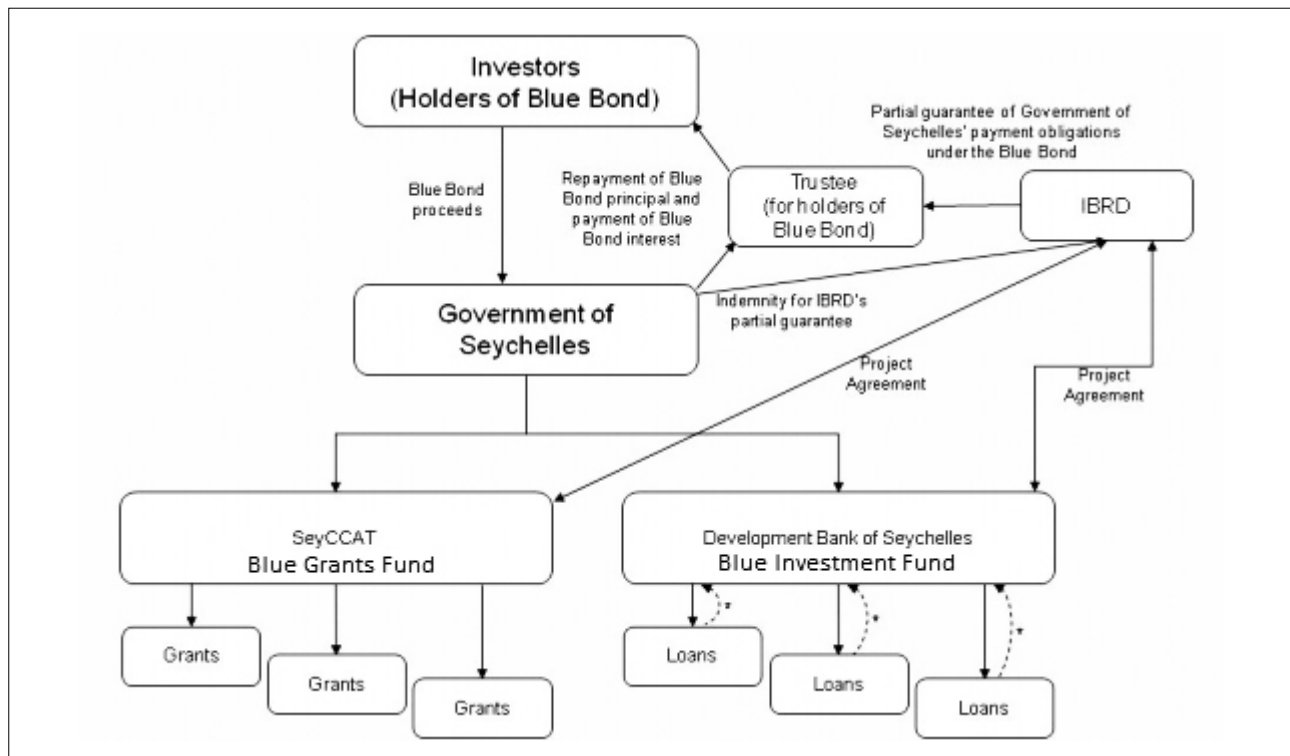 Investors
(Holders of Blue Bond)
Partial guarantee of Government of
Seychelles' payment obligations
under the Blue Bond
Blue Bond
proceeds
Repayment of Blue
Bond principal and
payment of Blue
Bond interest
Trustee
(for holders of
Blue Bond)
IBRD
Government of
Seychelles
Indemnity for IBRD's
partial guarantee
Project
Agreement
Project
Agreement
SeyCCAT
Blue Grants Fund
Development Bank of Seychelles
Blue Investment Fund
*
*
*
Grants
Grants
Grants
Loans
Loans
Loans